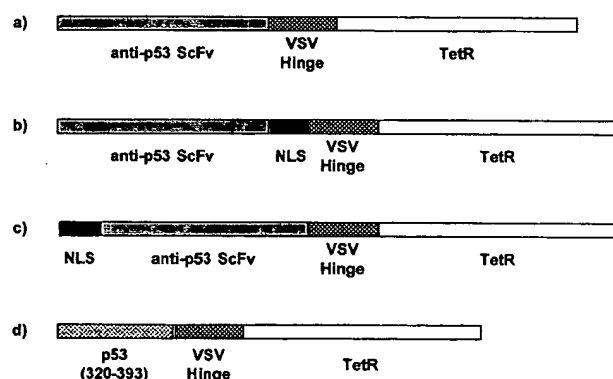 a)
anti-p53 ScFv
VSV
Hinge
TetR
b)
anti-p53 ScFv
NLS
VSV
Hinge
TetR
c)
NLS
anti-p53 ScFv
VSV
Hinge
TetR
d)
p53
(320-393)
VSV
Hinge
TetR